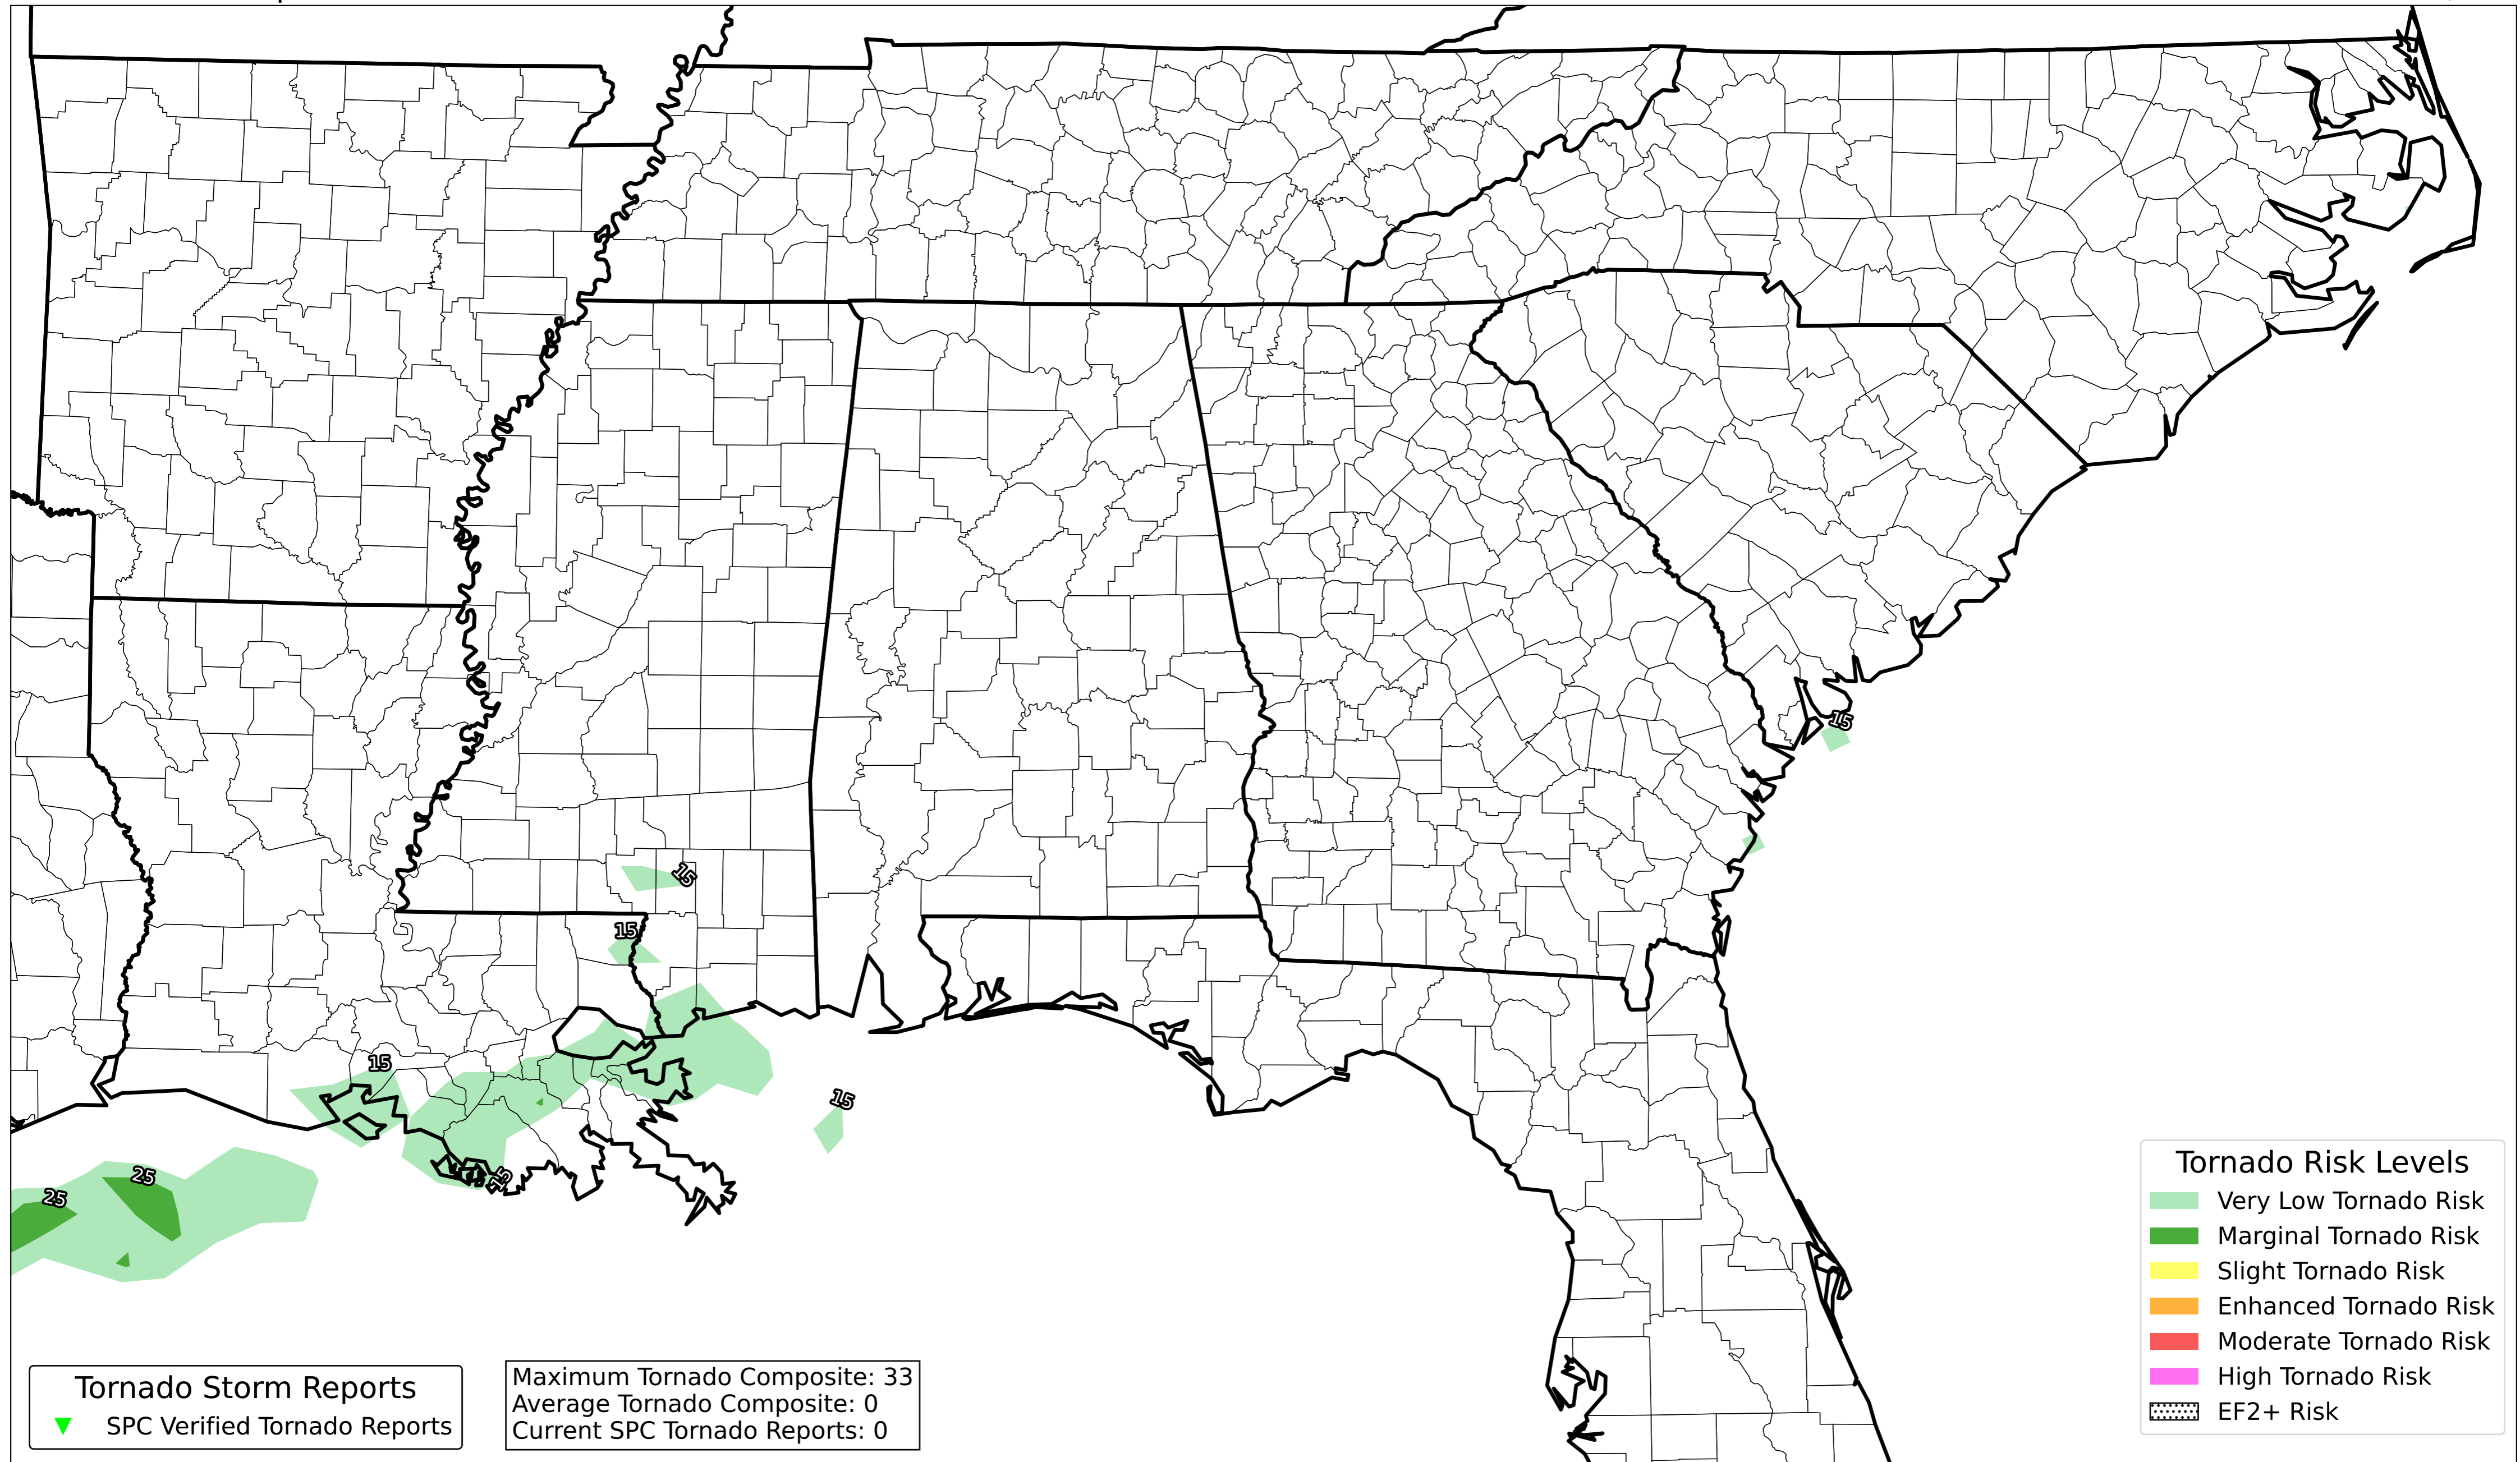 15
15
15
15
15
15
25
25
15
Tornado Risk Levels
Very Low Tornado Risk
Marginal Tornado Risk
Slight Tornado Risk
Enhanced Tornado Risk
Moderate Tornado Risk
High Tornado Risk
EF2+ Risk
Tornado Storm Reports
SPC Verified Tornado Reports
Maximum Tornado Composite: 33
Average Tornado Composite: 0
Current SPC Tornado Reports: 0